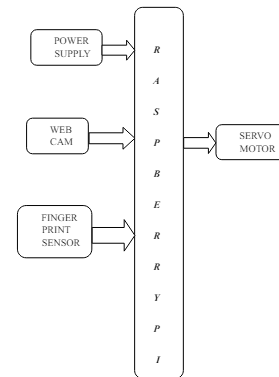 POWER
SUPPLY
WEB
CAM
FINGER
PRINT
SENSOR
R
A
S
P
B
E
R
R
Y P I
SERVO
MOTOR